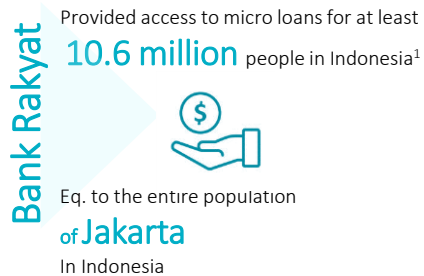 Bank Rakyat
Provided access to micro loans for at least
10.6 million people in Indonesia¹
$
Eq. to the entire population
of Jakarta
In Indonesia